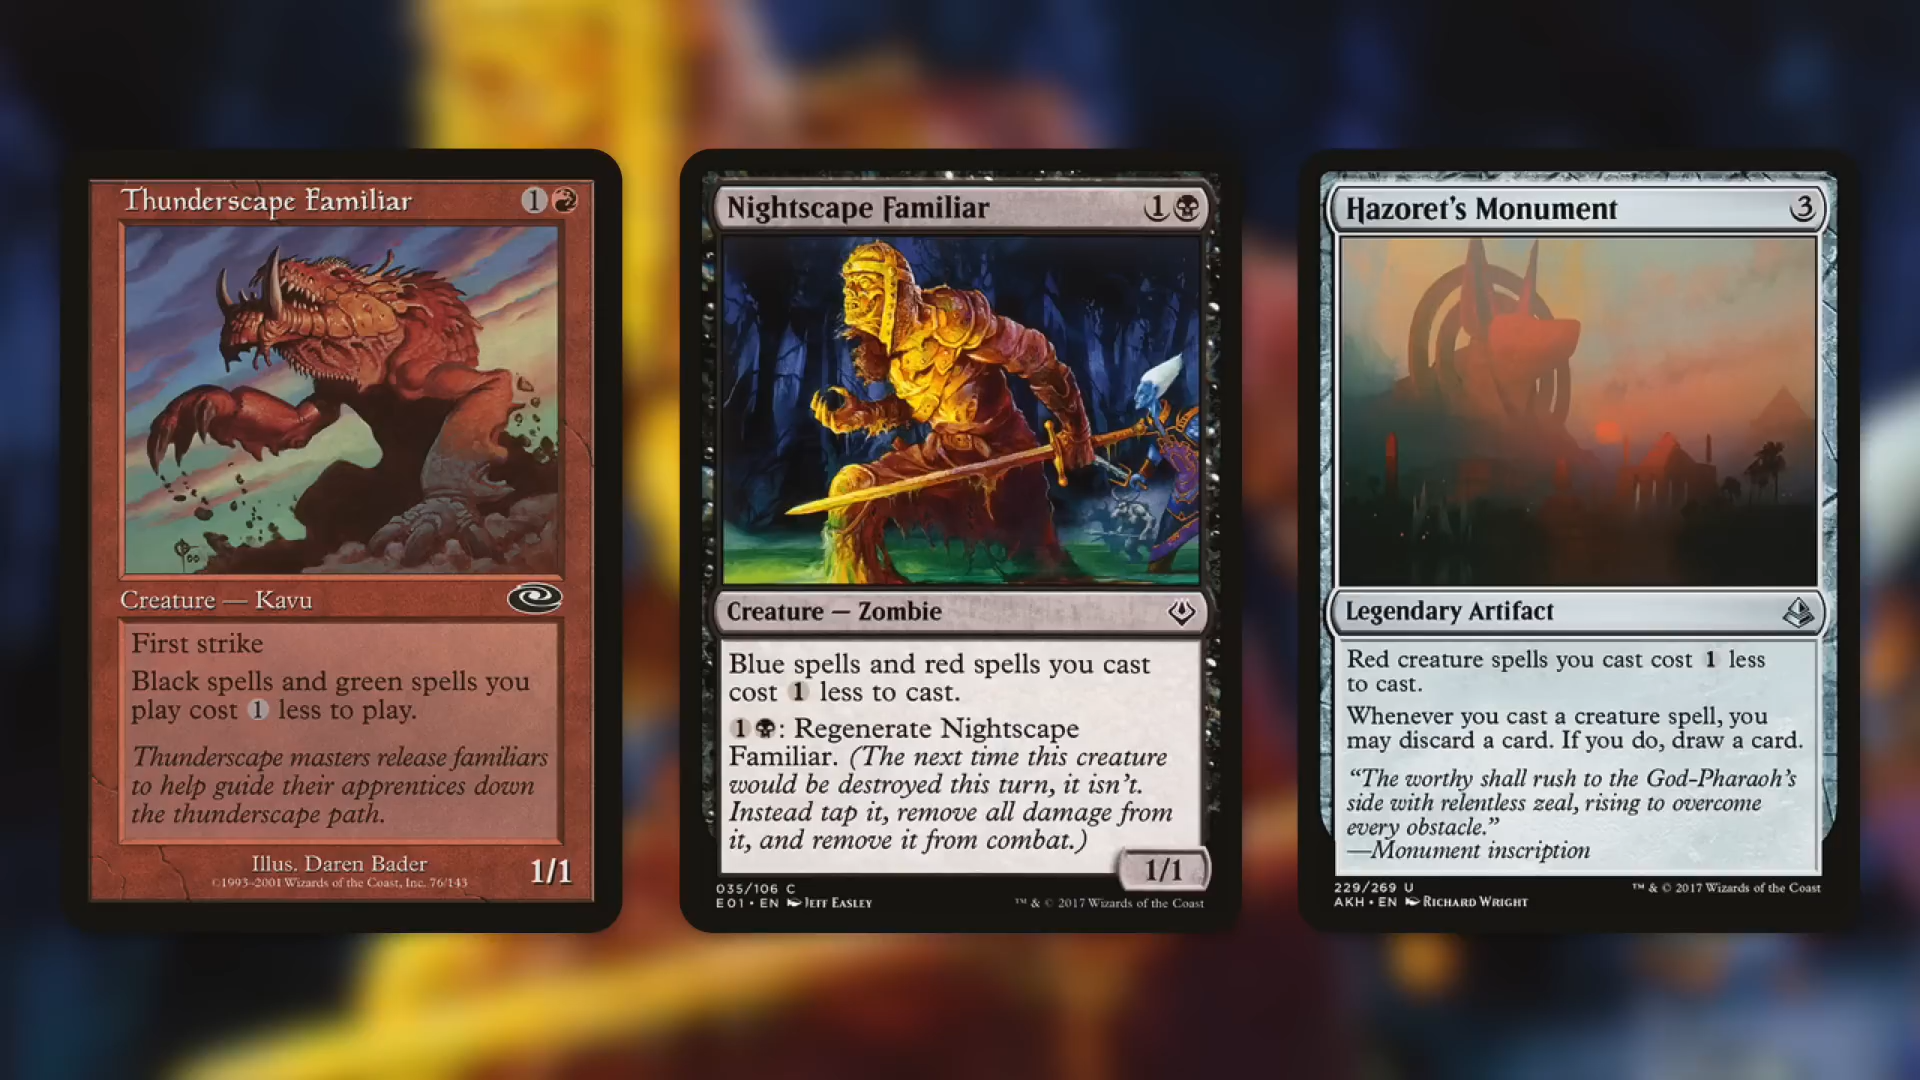 Thunderscape Familiar 1
Creature — Kavu
First strike
Black spells and green spells you
play cost 1 less to play.
Thunderscape masters release familiars
to help guide their apprentices down
the thunderscape path.
Illus. Daren Bader
©1993–2001 Wizards of the Coast, Inc. 76/143
1/1
Nightscape Familiar 1
Creature — Zombie
Blue spells and red spells you cast
cost 1 less to cast.
1 : Regenerate Nightscape
Familiar. (The next time this creature
would be destroyed this turn, it isn't.
Instead tap it, remove all damage from
it, and remove it from combat.)
1/1
035/106 C
E01 • EN Jeff Easley
™ & © 2017 Wizards of the Coast
Hazoret's Monument 3
Legendary Artifact
Red creature spells you cast cost 1 less
to cast.
Whenever you cast a creature spell, you
may discard a card. If you do, draw a card.
“The worthy shall rush to the God-Pharaoh's
side with relentless zeal, rising to overcome
every obstacle.”
—Monument inscription
229/269 U
AKH • EN Richard Wright
™ & © 2017 Wizards of the Coast